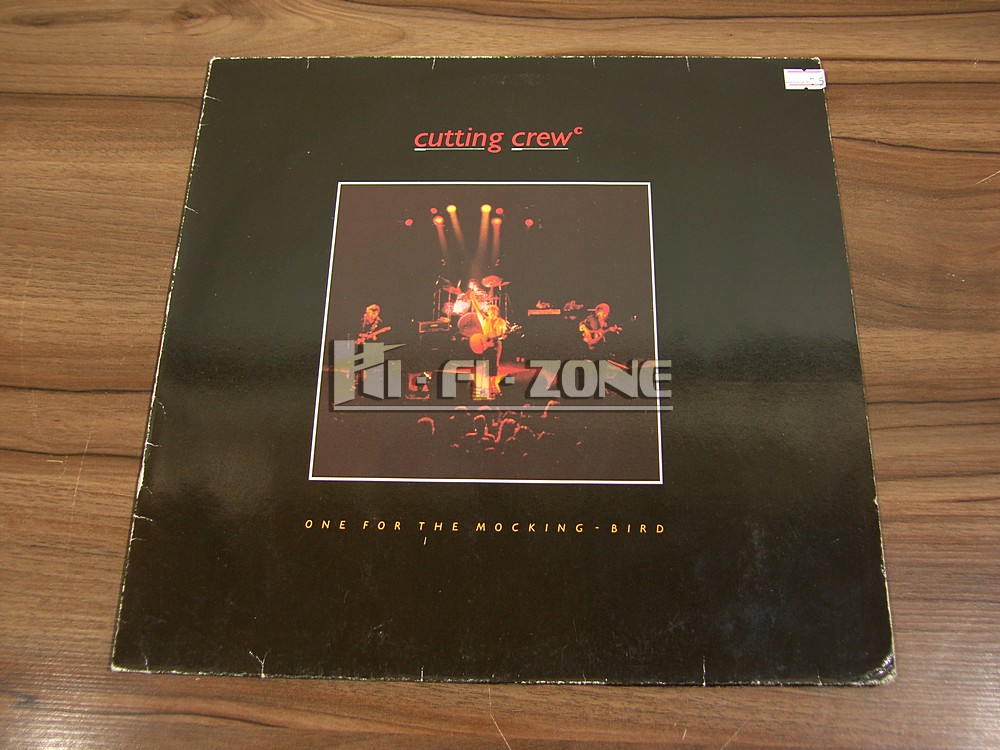 cutting crew c
HI-FI-ZONE
ONE FOR THE MOCKING-BIRD